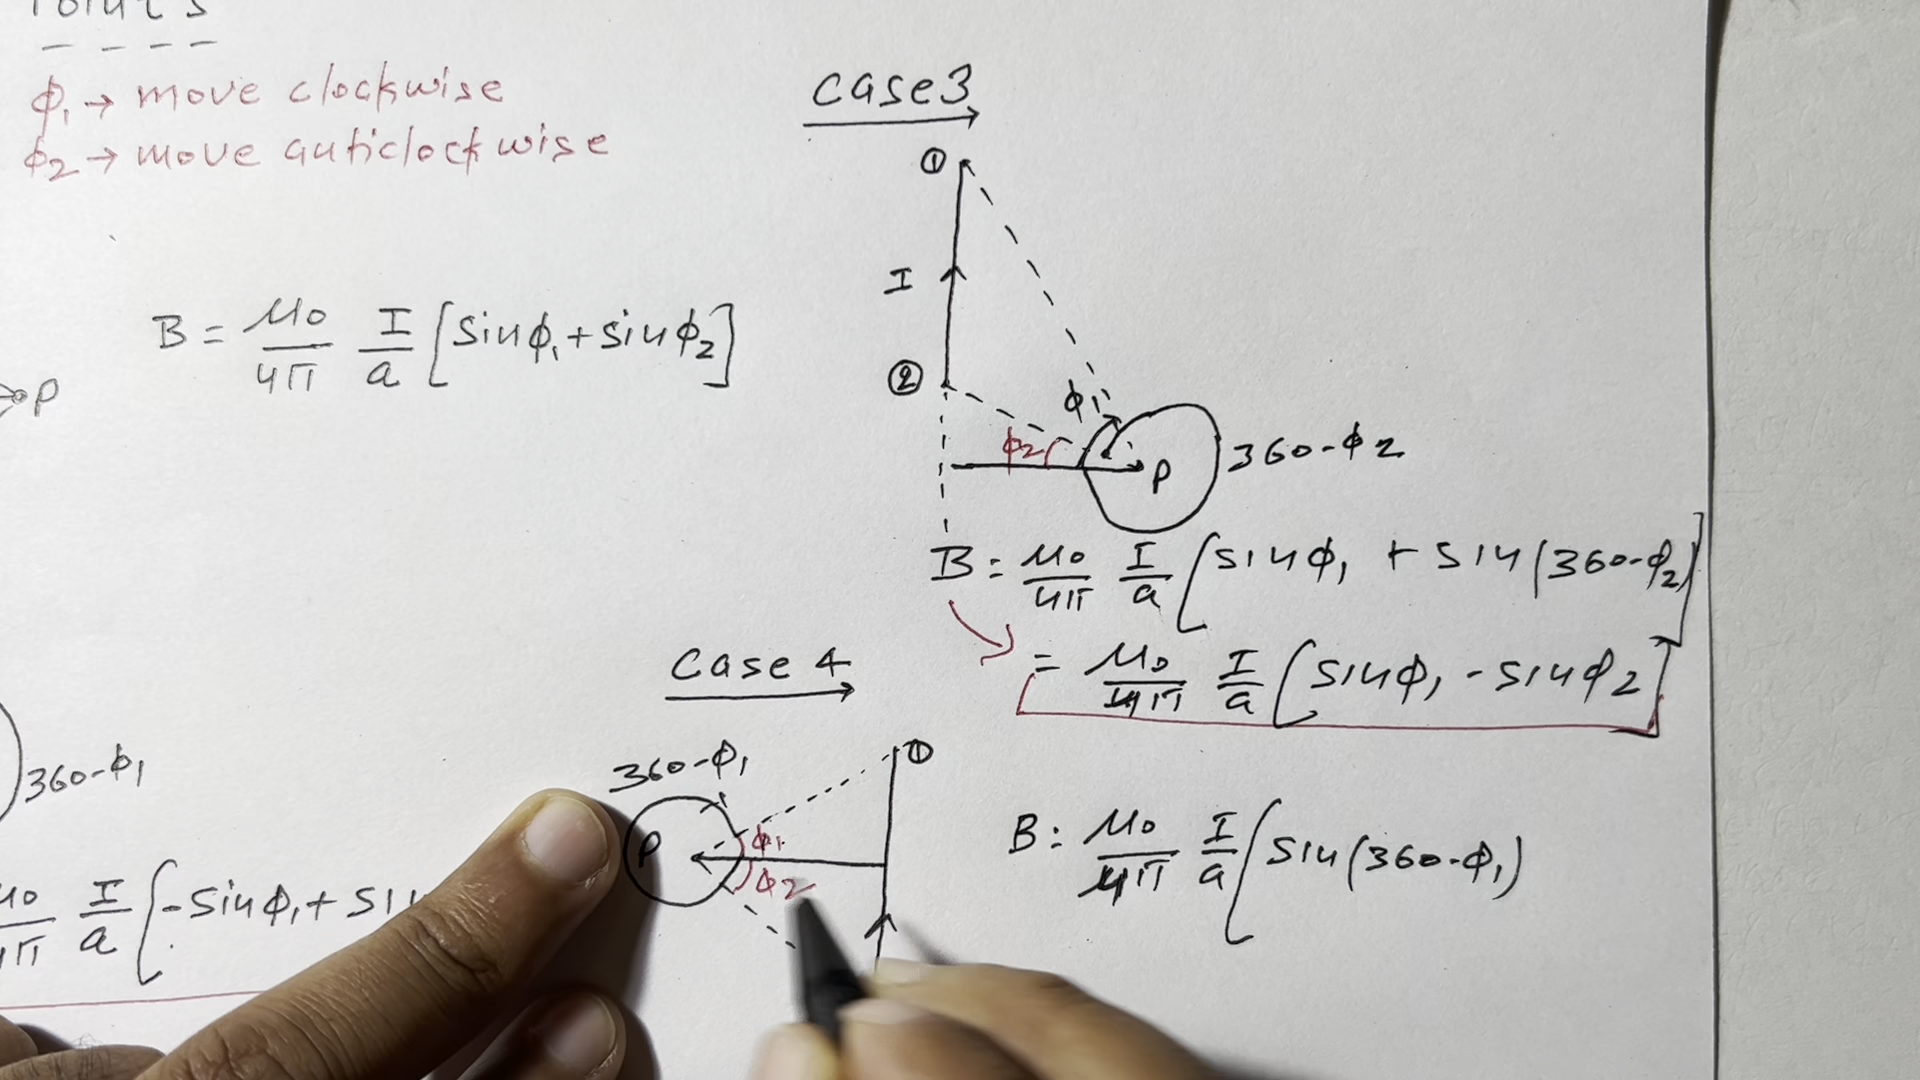 Points
ϕ₁ → move clockwise
ϕ2 → move anticlockwise
B = μ0/4π I/a [sinϕ₁ + sinϕ2]
P
360-ϕ1
μ0/4π I/a [-sinϕ₁ +
case3
①
I
②
ϕ1
ϕ2
P
360-ϕ2
B = μ0/4π I/a [sinϕ₁ + sin(360-ϕ2)]
= μ0/4π I/a [sinϕ₁ - sinϕ2]
case 4
360-ϕ1
①
P
ϕ1
ϕ2
B = μ0/4π I/a [sin(360-ϕ₁)